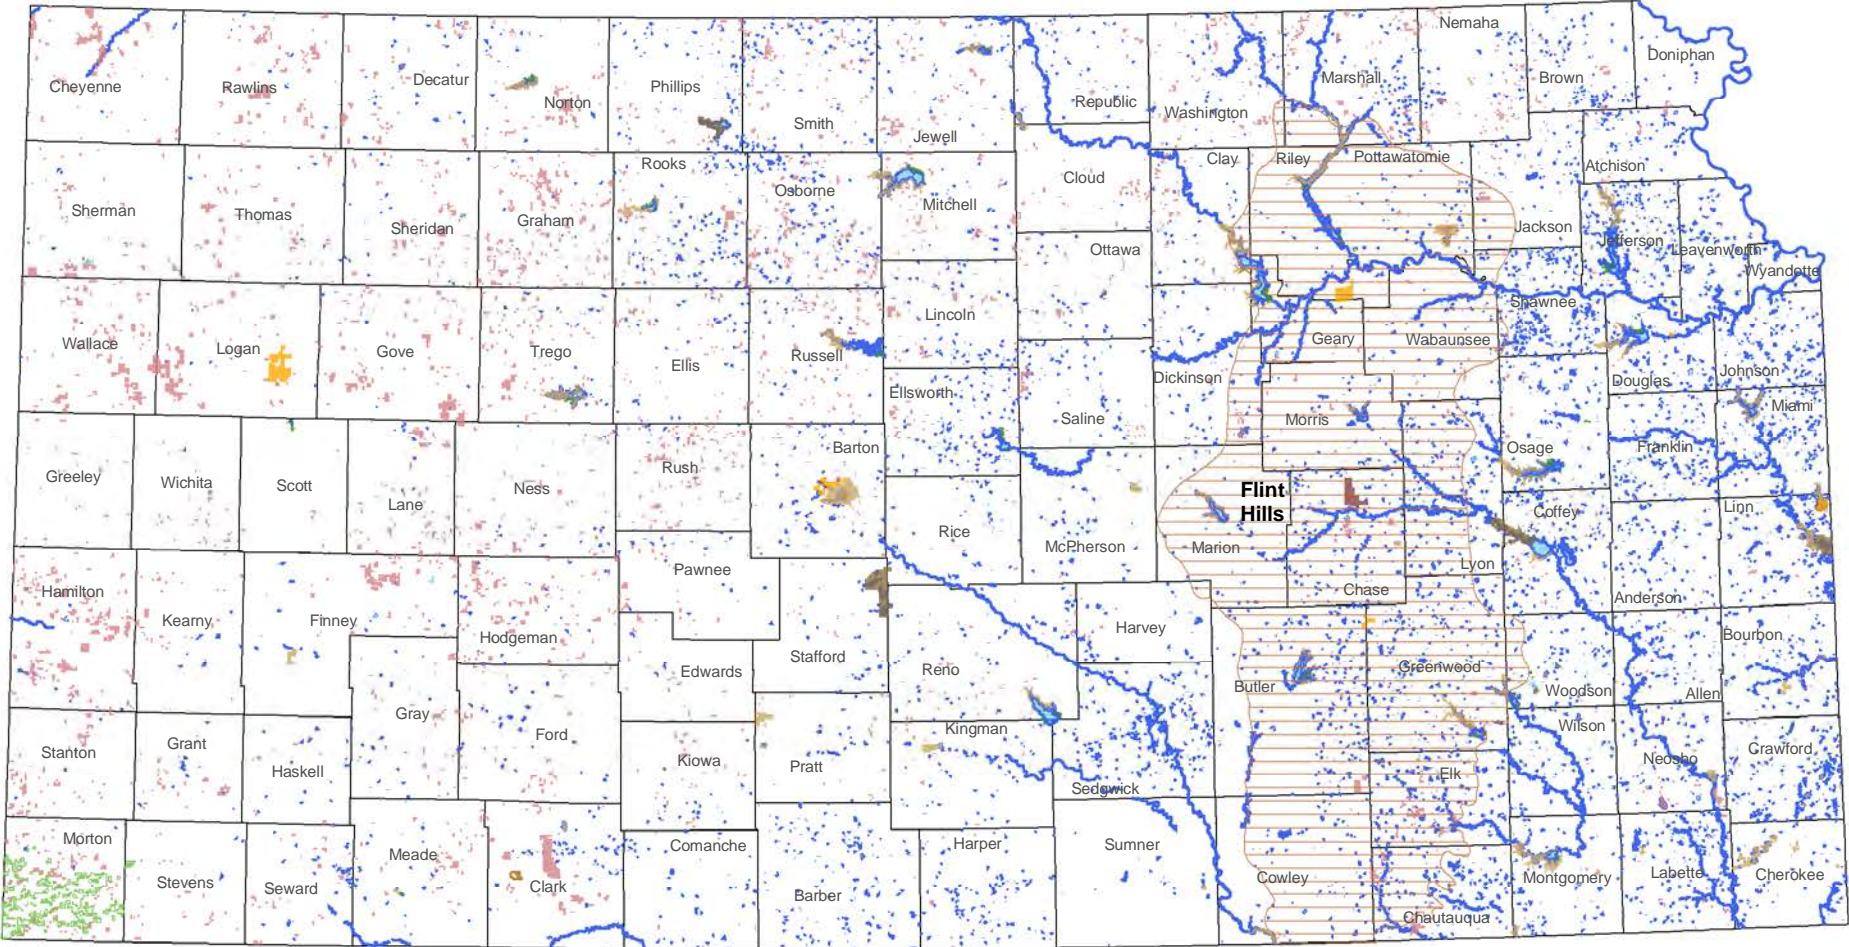 Nemaha
Doniphan
Cheyenne
Rawlins
Decatur
Norton
Phillips
Smith
Jewell
Republic
Washington
Marshall
Brown
Rooks
Osborne
Mitchell
Cloud
Clay
Riley
Pottawatomie
Atchison
Sherman
Thomas
Sheridan
Graham
Ottawa
Jackson
Jefferson
Leavenworth
Wyandotte
Wallace
Logan
Gove
Trego
Ellis
Russell
Lincoln
Shawnee
Geary
Wabaunsee
Ellsworth
Dickinson
Douglas
Johnson
Saline
Morris
Miami
Barton
Osage
Franklin
Greeley
Wichita
Scott
Lane
Ness
Rush
Flint
Hills
Coffey
Linn
Rice
McPherson
Marion
Lyon
Pawnee
Chase
Anderson
Hamilton
Kearny
Finney
Hodgeman
Stafford
Harvey
Bourbon
Edwards
Reno
Butler
Greenwood
Woodson
Allen
Gray
Ford
Kingman
Wilson
Stanton
Grant
Haskell
Kiowa
Pratt
Sedgwick
Elk
Neosho
Crawford
Morton
Stevens
Seward
Meade
Clark
Comanche
Barber
Harper
Sumner
Cowley
Chautauqua
Montgomery
Labette
Cherokee